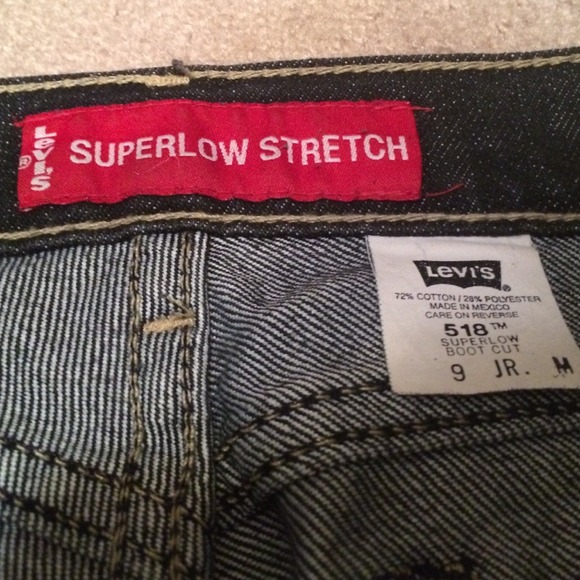 LEVI'S ® SUPERLOW STRETCH
LEVI'S ®
72% COTTON / 28% POLYESTER
MADE IN MEXICO
CARE ON REVERSE
518™
SUPERLOW
BOOT CUT
9 JR. M